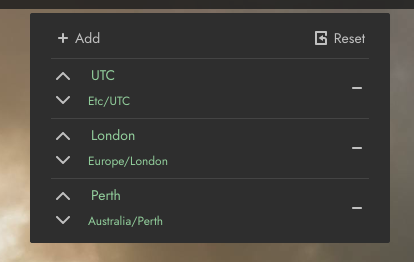 + Add
Reset
UTC
Etc/UTC
London
Europe/London
Perth
Australia/Perth